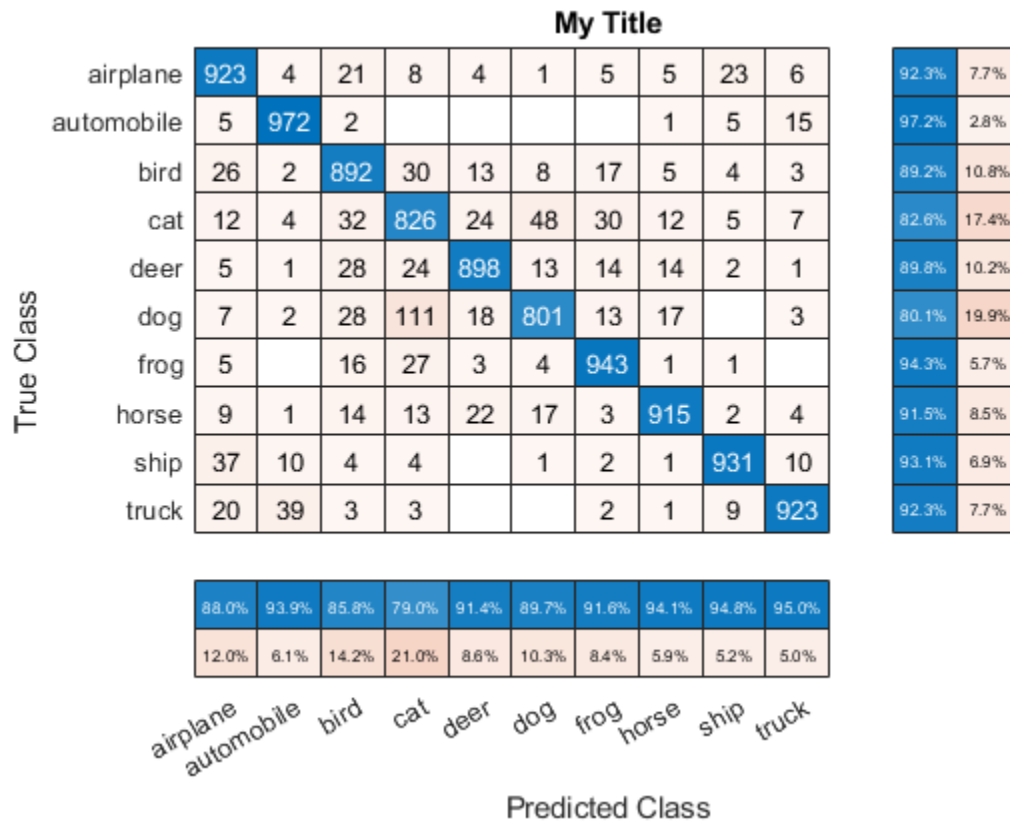 My Title
airplane 923 4 21 8 4 1 5 5 23 6 92.3% 7.7%
automobile 5 972 2 1 5 15 97.2% 2.8%
bird 26 2 892 30 13 8 17 5 4 3 89.2% 10.8%
cat 12 4 32 826 24 48 30 12 5 7 82.6% 17.4%
deer 5 1 28 24 898 13 14 14 2 1 89.8% 10.2%
dog 7 2 28 111 18 801 13 17 3 80.1% 19.9%
frog 5 16 27 3 4 943 1 1 94.3% 5.7%
horse 9 1 14 13 22 17 3 915 2 4 91.5% 8.5%
ship 37 10 4 4 1 2 1 931 10 93.1% 6.9%
truck 20 39 3 3 2 1 9 923 92.3% 7.7%
True Class
88.0% 93.9% 85.8% 79.0% 91.4% 89.7% 91.6% 94.1% 94.8% 95.0%
12.0% 6.1% 14.2% 21.0% 8.6% 10.3% 8.4% 5.9% 5.2% 5.0%
airplane automobile bird cat deer dog frog horse ship truck
Predicted Class